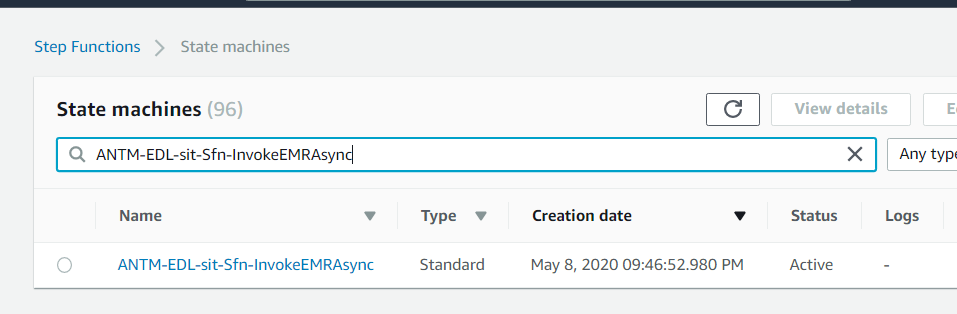 Step Functions > State machines
State machines (96)
View details
ANTM-EDL-sit-Sfn-InvokeEMRAsync
Any type
Name Type Creation date Status Logs
ANTM-EDL-sit-Sfn-InvokeEMRAsync Standard May 8, 2020 09:46:52.980 PM Active -